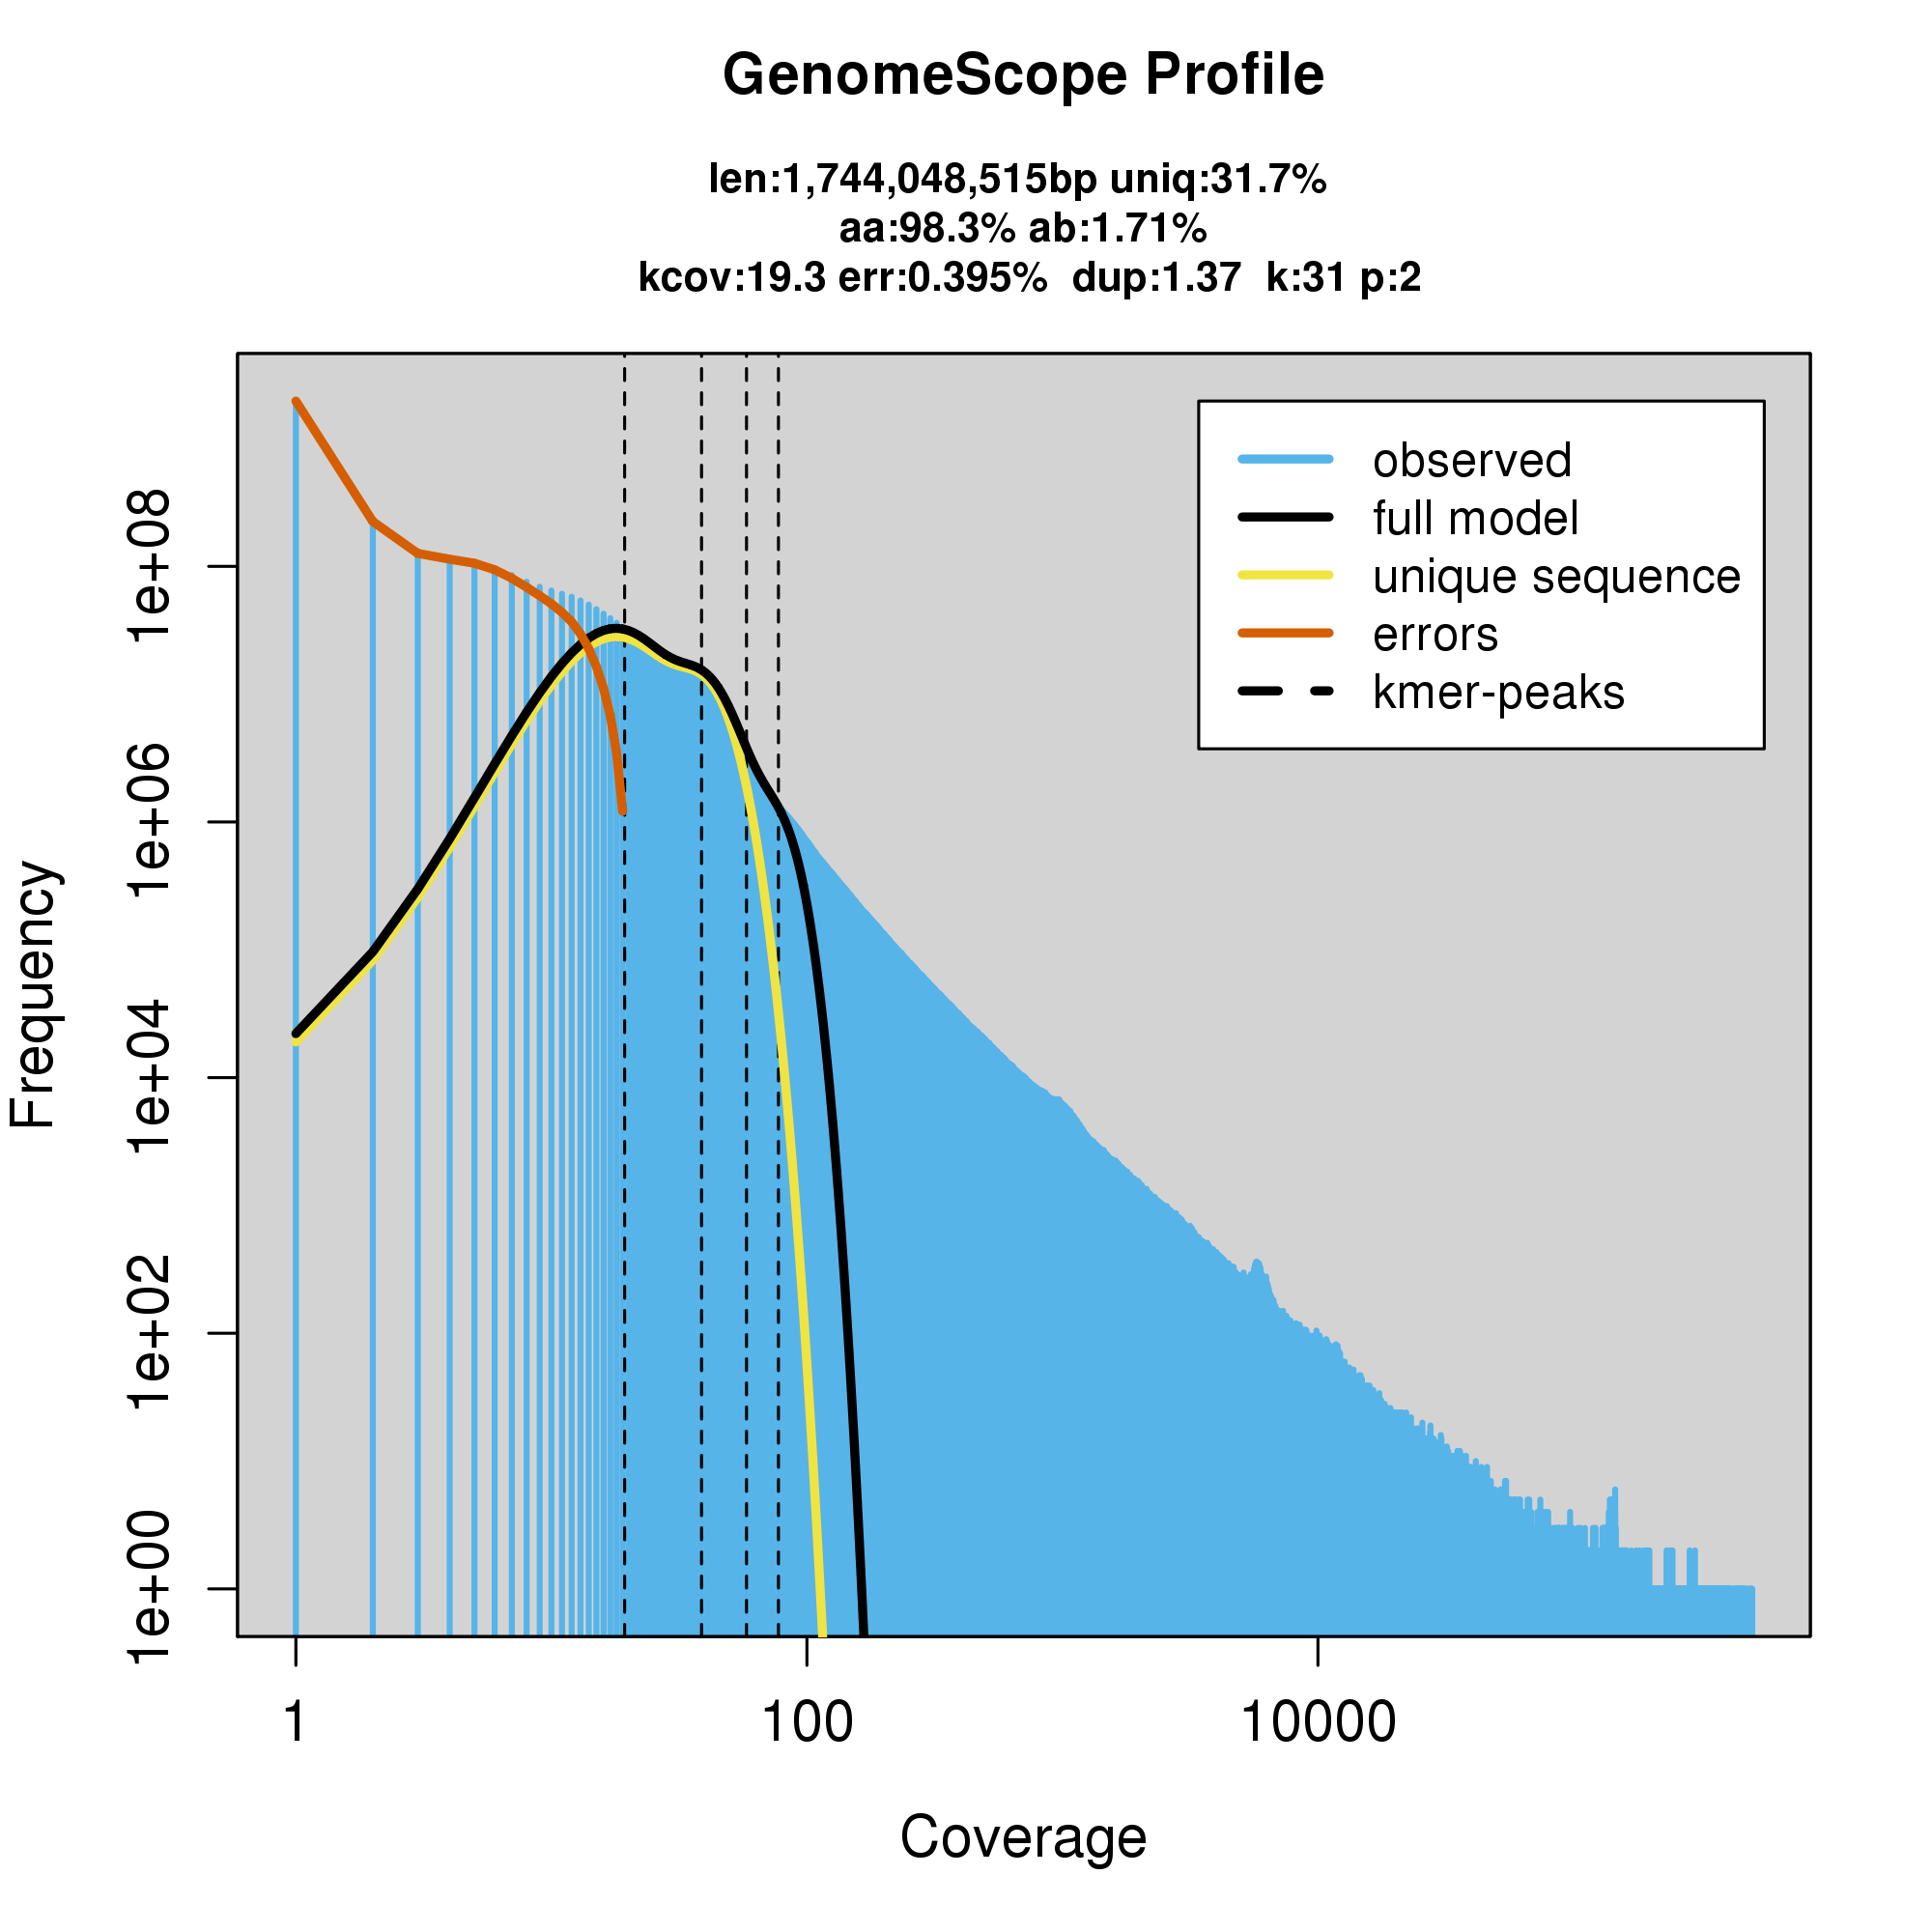 GenomeScope Profile
len:1,744,048,515bp uniq:31.7%
aa:98.3% ab:1.71%
kcov:19.3 err:0.395%  dup:1.37  k:31 p:2
observed
full model
unique sequence
errors
kmer-peaks
Frequency
1e+08
1e+06
1e+04
1e+02
1e+00
1
100
10000
Coverage